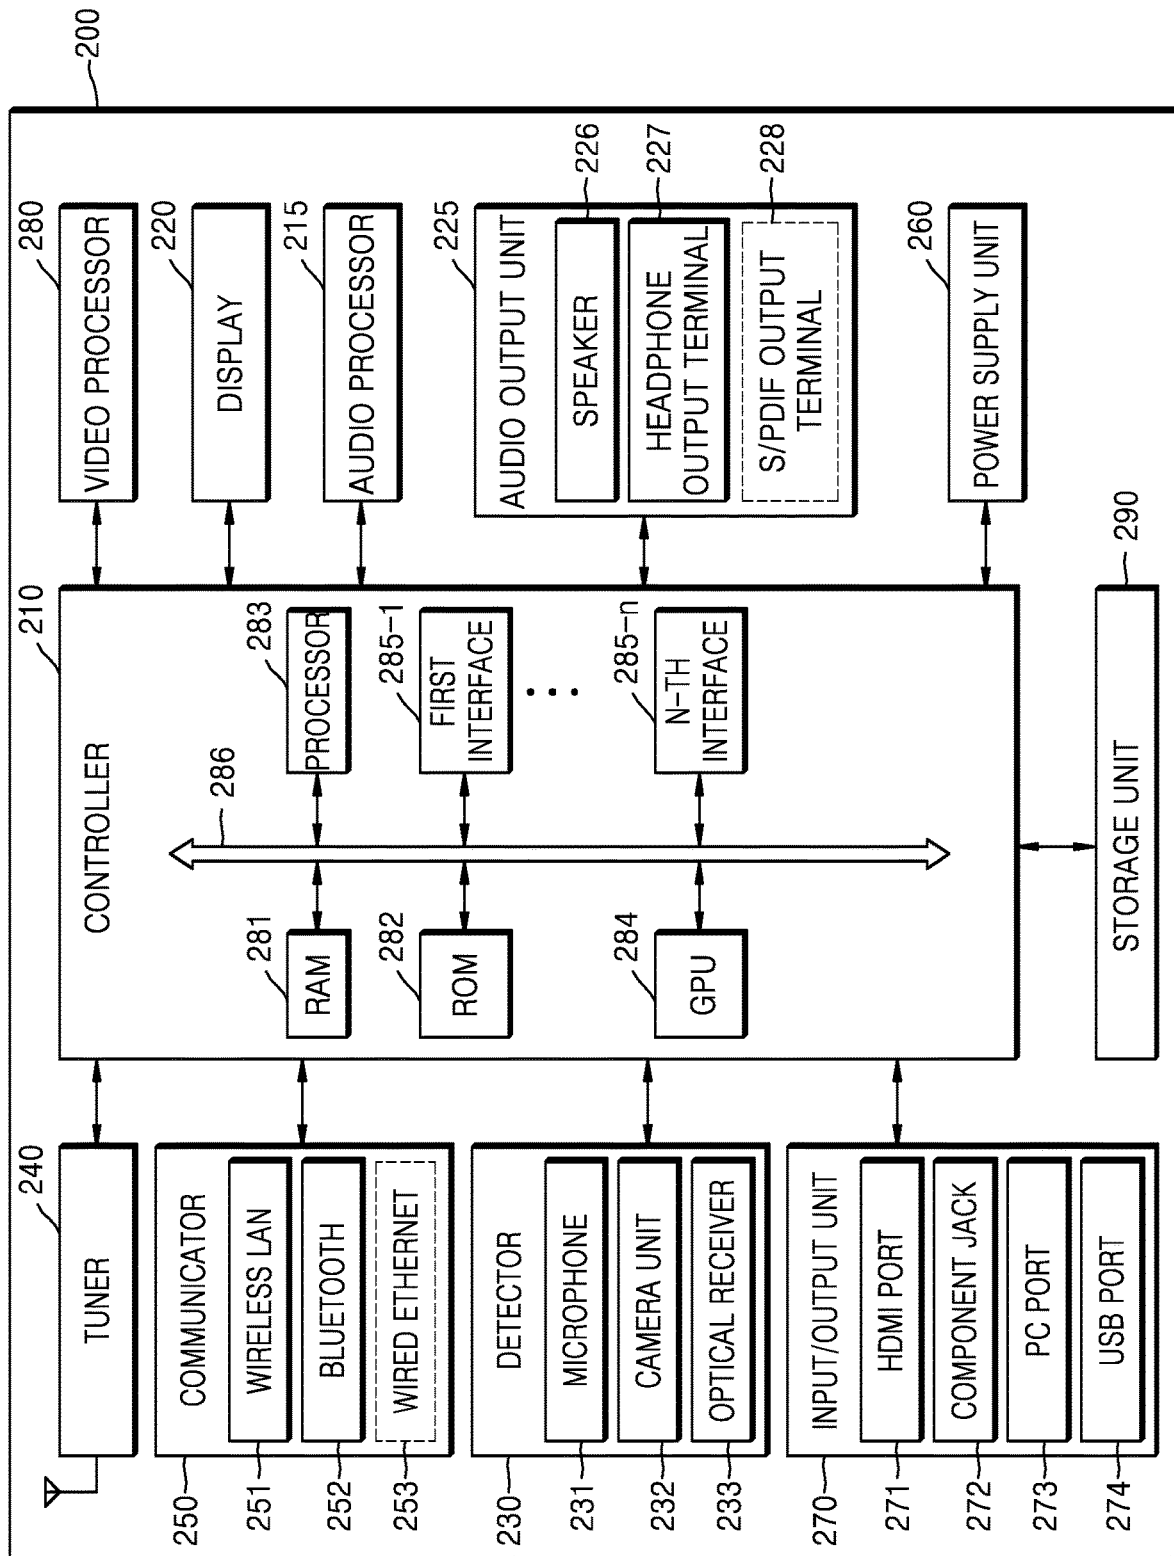 200
240
TUNER
250
COMMUNICATOR
251
WIRELESS LAN
252
BLUETOOTH
253
WIRED ETHERNET
230
DETECTOR
231
MICROPHONE
232
CAMERA UNIT
233
OPTICAL RECEIVER
270
INPUT/OUTPUT UNIT
271
HDMI PORT
272
COMPONENT JACK
273
PC PORT
274
USB PORT
210
CONTROLLER
286
281
RAM
282
ROM
284
GPU
283
PROCESSOR
285-1
FIRST
INTERFACE
285-n
N-TH
INTERFACE
290
STORAGE UNIT
280
VIDEO PROCESSOR
220
DISPLAY
215
AUDIO PROCESSOR
225
AUDIO OUTPUT UNIT
226
SPEAKER
227
HEADPHONE
OUTPUT TERMINAL
228
S/PDIF OUTPUT
TERMINAL
260
POWER SUPPLY UNIT